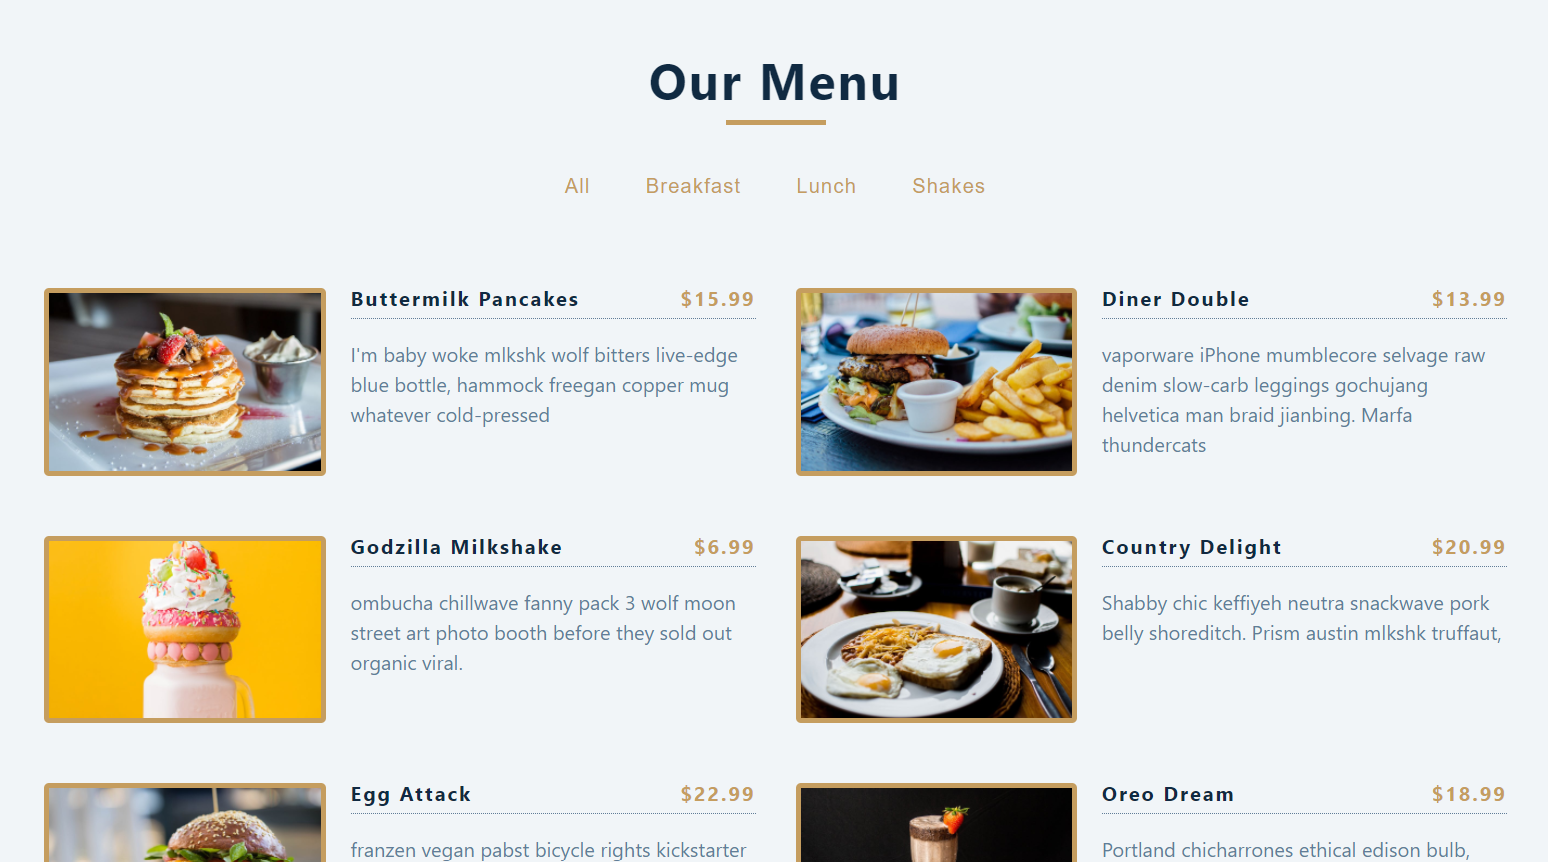 Our Menu
All Breakfast Lunch Shakes
Buttermilk Pancakes $15.99
I'm baby woke mlkshk wolf bitters live-edge
blue bottle, hammock freegan copper mug
whatever cold-pressed
Diner Double $13.99
vaporware iPhone mumblecore selvage raw
denim slow-carb leggings gochujang
helvetica man braid jianbing. Marfa
thundercats
Godzilla Milkshake $6.99
ombucha chillwave fanny pack 3 wolf moon
street art photo booth before they sold out
organic viral.
Country Delight $20.99
Shabby chic keffiyeh neutra snackwave pork
belly shoreditch. Prism austin mlkshk truffaut,
Egg Attack $22.99
franzen vegan pabst bicycle rights kickstarter
Oreo Dream $18.99
Portland chicharrones ethical edison bulb,